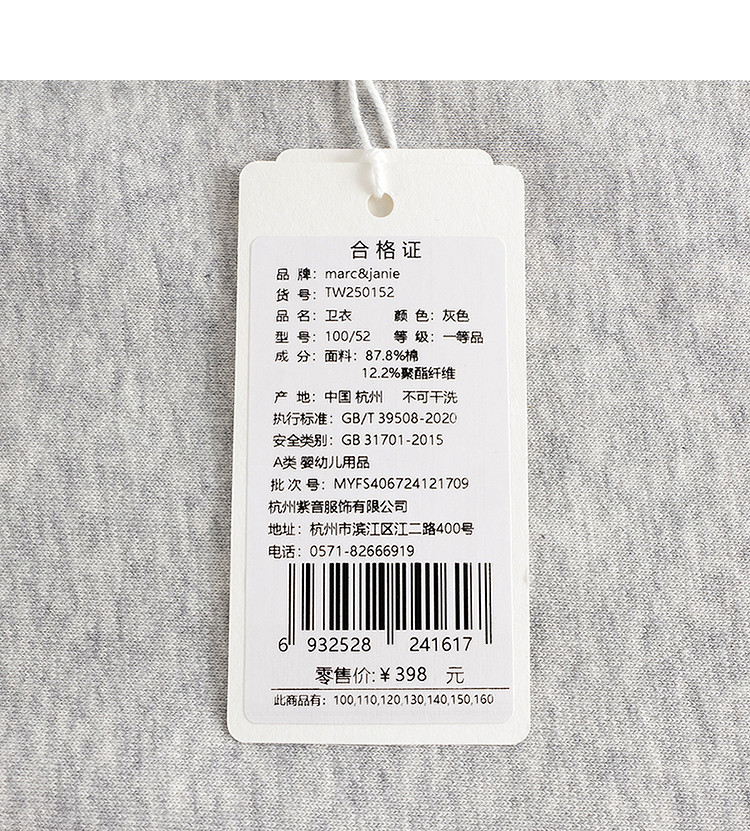 合格证
品 牌：marc&janie
货 号：TW250152
品 名：卫衣 颜 色：灰色
型 号：100/52 等 级：一等品
成 分：面料：87.8%棉
12.2%聚酯纤维
产 地：中国 杭州 不可干洗
执行标准：GB/T 39508-2020
安全类别：GB 31701-2015
A类 婴幼儿用品
批 次 号：MYFS406724121709
杭州紫音服饰有限公司
地址：杭州市滨江区江二路400号
电话：0571-82666919
6 932528 241617
零售价:￥398 元
此商品有：100,110,120,130,140,150,160